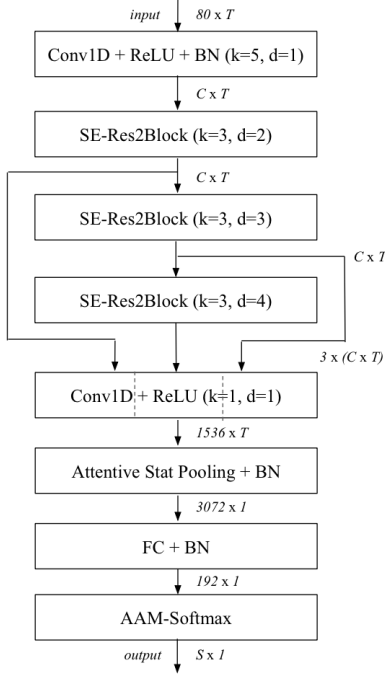 input 80 x T
Conv1D + ReLU + BN (k=5, d=1)
C x T
SE-Res2Block (k=3, d=2)
C x T
SE-Res2Block (k=3, d=3)
C x T
SE-Res2Block (k=3, d=4)
3 x (C x T)
Conv1D + ReLU (k=1, d=1)
1536 x T
Attentive Stat Pooling + BN
3072 x 1
FC + BN
192 x 1
AAM-Softmax
output S x 1